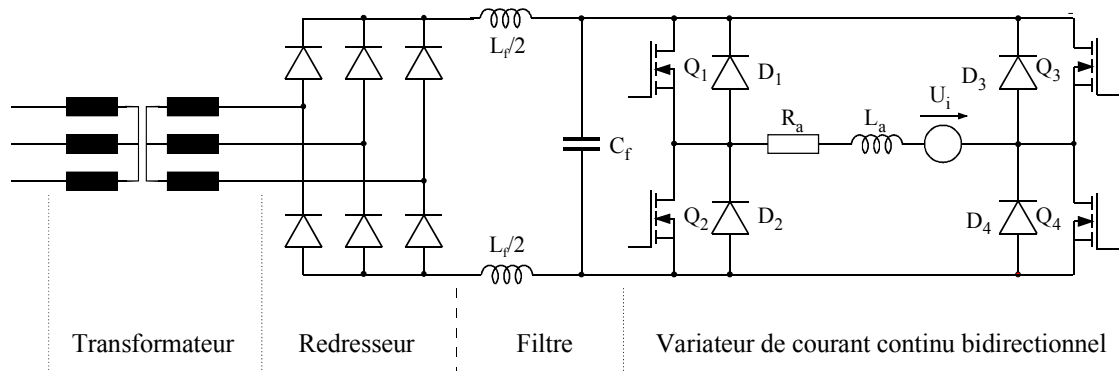 L_f/2
Q_1
D_1
D_3
Q_3
U_i
R_a
L_a
C_f
Q_2
D_2
D_4
Q_4
L_f/2
Transformateur
Redresseur
Filtre
Variateur de courant continu bidirectionnel